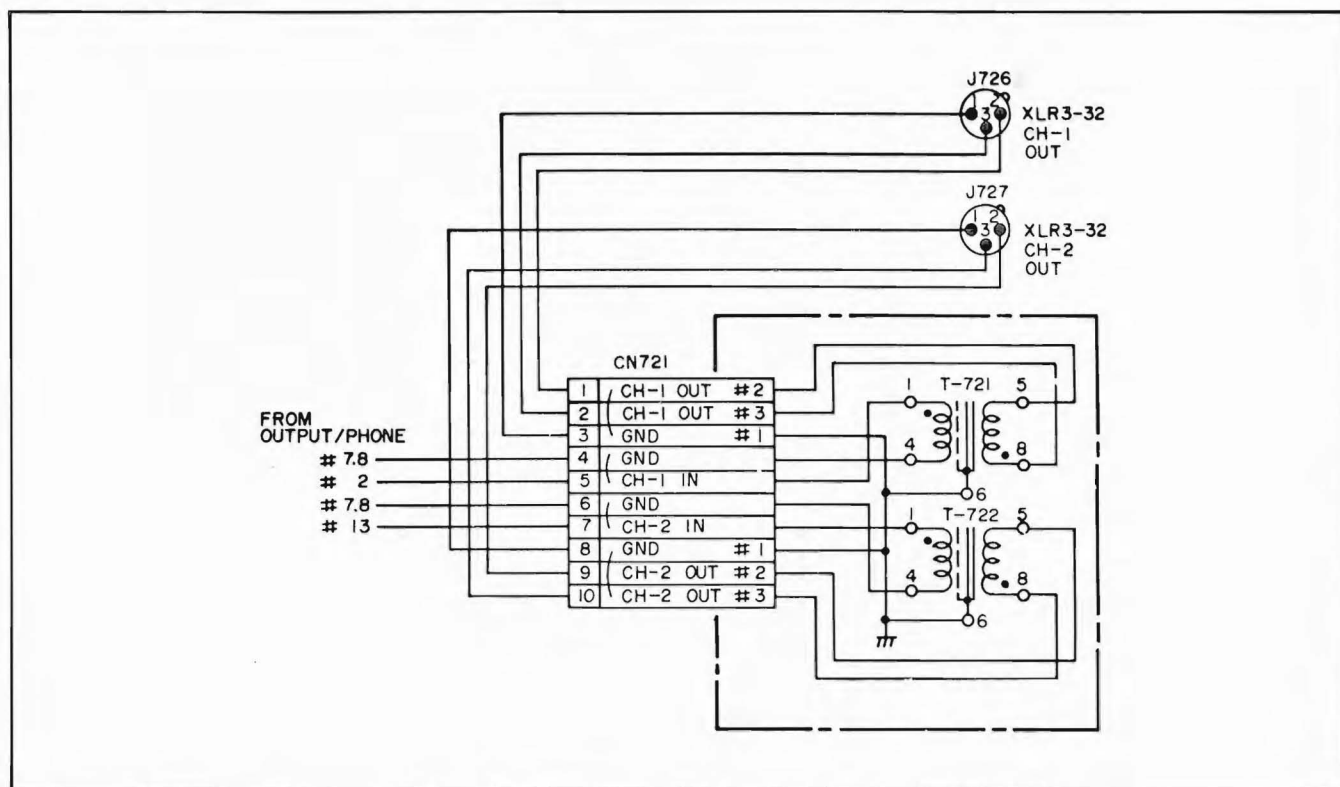 J726
1 2
3
XLR3-32
CH-1
OUT
J727
1 2
3
XLR3-32
CH-2
OUT
CN721
1 CH-1 OUT #2
2 CH-1 OUT #3
3 GND #1
4 GND
5 CH-1 IN
6 GND
7 CH-2 IN
8 GND #1
9 CH-2 OUT #2
10 CH-2 OUT #3
FROM
OUTPUT/PHONE
# 7.8
# 2
# 7.8
# 13
1 T-721 5
4 8
6
1 T-722 5
4 8
6